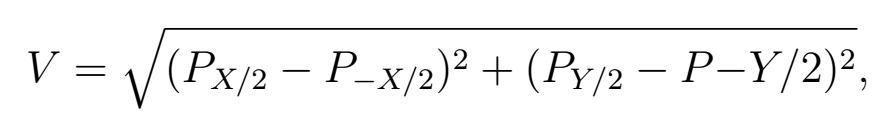 $V = \sqrt{(P_{X/2} - P_{-X/2})^2 + (P_{Y/2} - P{-}Y/2)^2},$